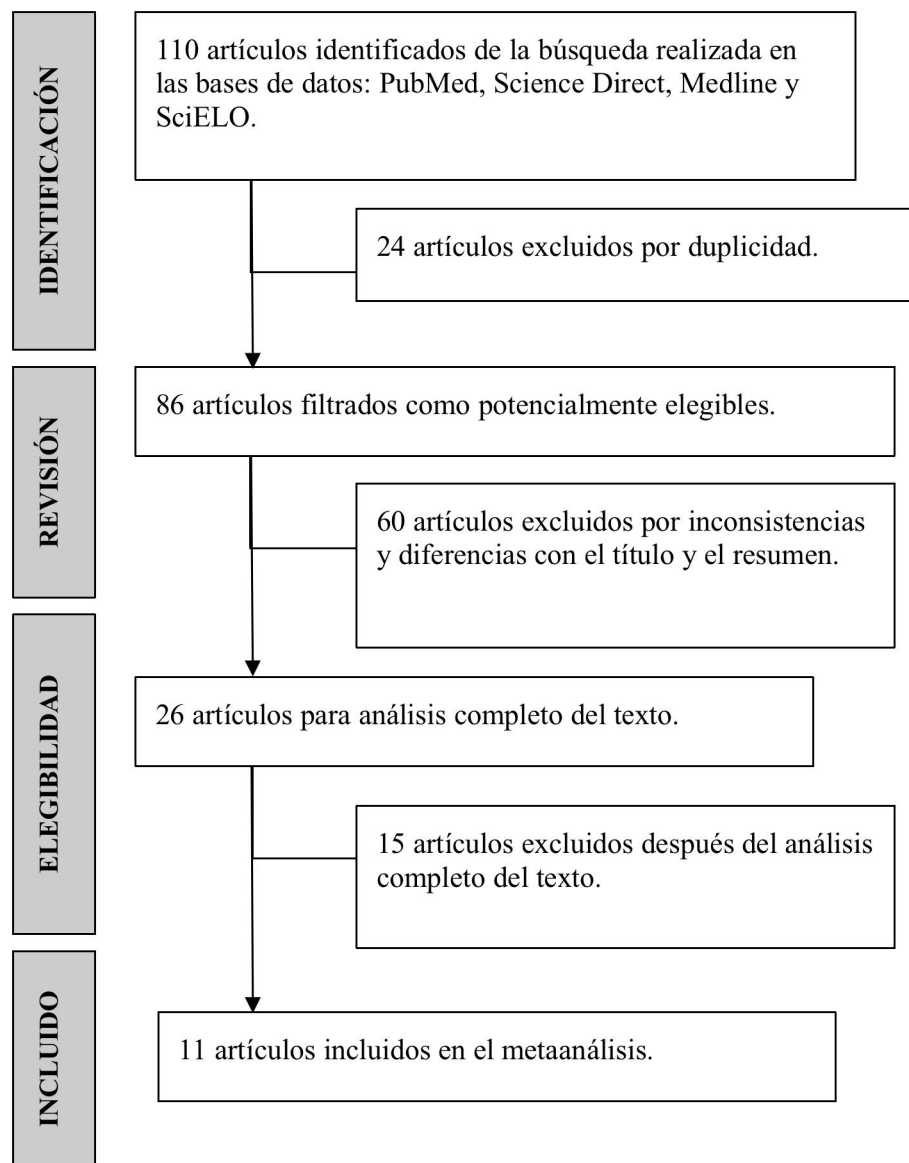 IDENTIFICACIÓN
110 artículos identificados de la búsqueda realizada en
las bases de datos: PubMed, Science Direct, Medline y
SciELO.
24 artículos excluidos por duplicidad.
REVISIÓN
86 artículos filtrados como potencialmente elegibles.
60 artículos excluidos por inconsistencias
y diferencias con el título y el resumen.
ELEGIBILIDAD
26 artículos para análisis completo del texto.
15 artículos excluidos después del análisis
completo del texto.
INCLUIDO
11 artículos incluidos en el metaanálisis.